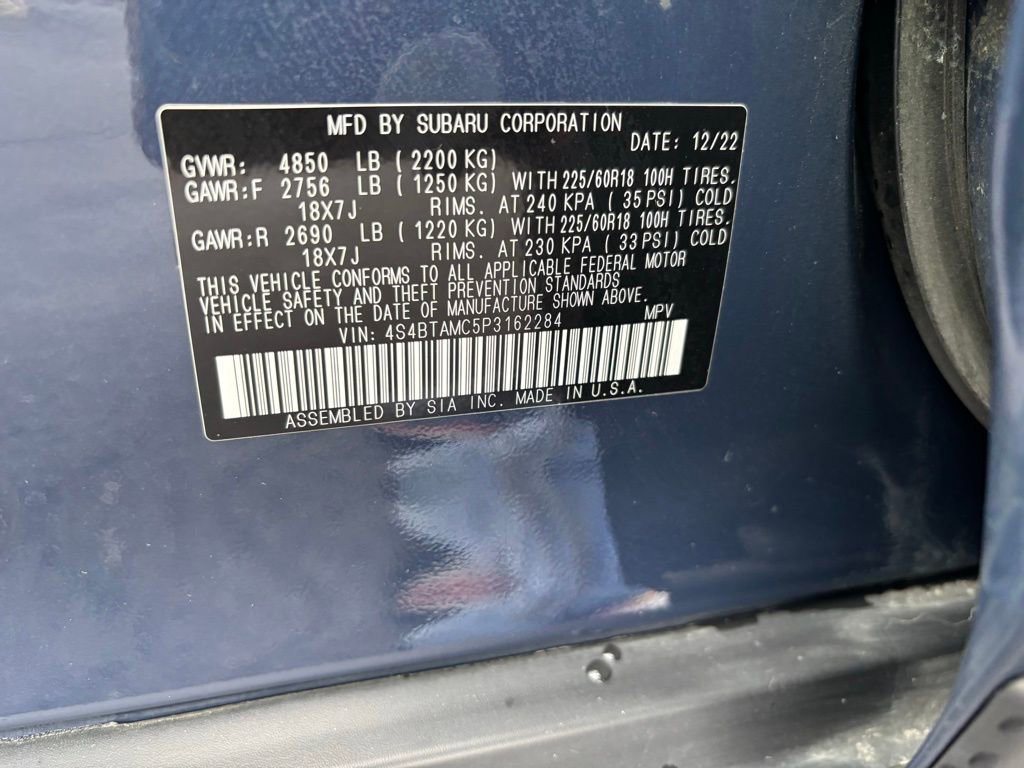 MFD BY SUBARU CORPORATION
DATE: 12/22
GVWR: 4850 LB ( 2200 KG)
GAWR:F 2756 LB ( 1250 KG) WITH 225/60R18 100H TIRES.
18X7J RIMS. AT 240 KPA ( 35 PSI) COLD
GAWR:R 2690 LB ( 1220 KG) WITH 225/60R18 100H TIRES.
18X7J RIMS. AT 230 KPA ( 33 PSI) COLD
THIS VEHICLE CONFORMS TO ALL APPLICABLE FEDERAL MOTOR
VEHICLE SAFETY AND THEFT PREVENTION STANDARDS
IN EFFECT ON THE DATE OF MANUFACTURE SHOWN ABOVE.
VIN: 4S4BTAMC5P3162284 MPV
ASSEMBLED BY SIA INC. MADE IN U.S.A.